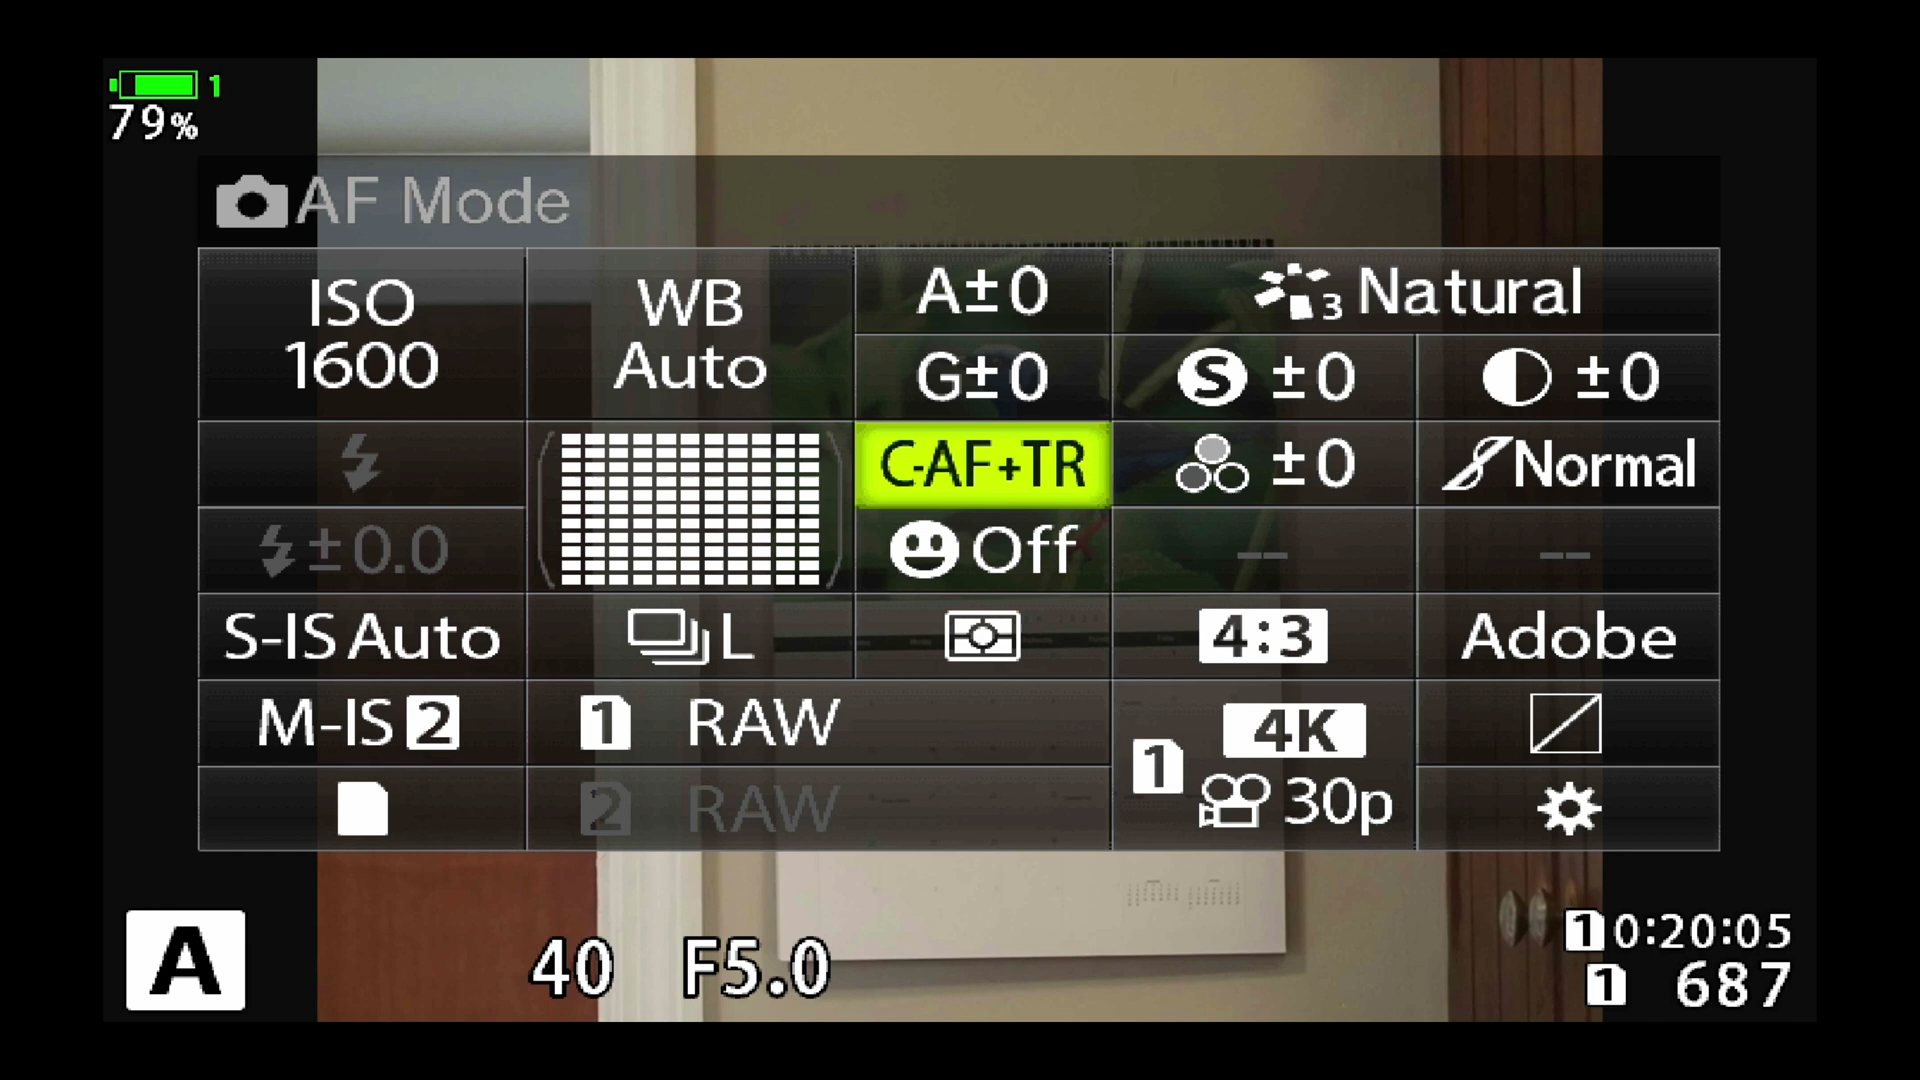 1
79%
AF Mode
ISO
1600
WB
Auto
A±0
G±0
3 Natural
S ±0
±0
C-AF+TR
±0
Normal
±0.0
Off
--
--
S-IS Auto
L
4:3
Adobe
M-IS 2
1 RAW
1
4K
30p
2 RAW
A
40 F5.0
1 0:20:05
1 687